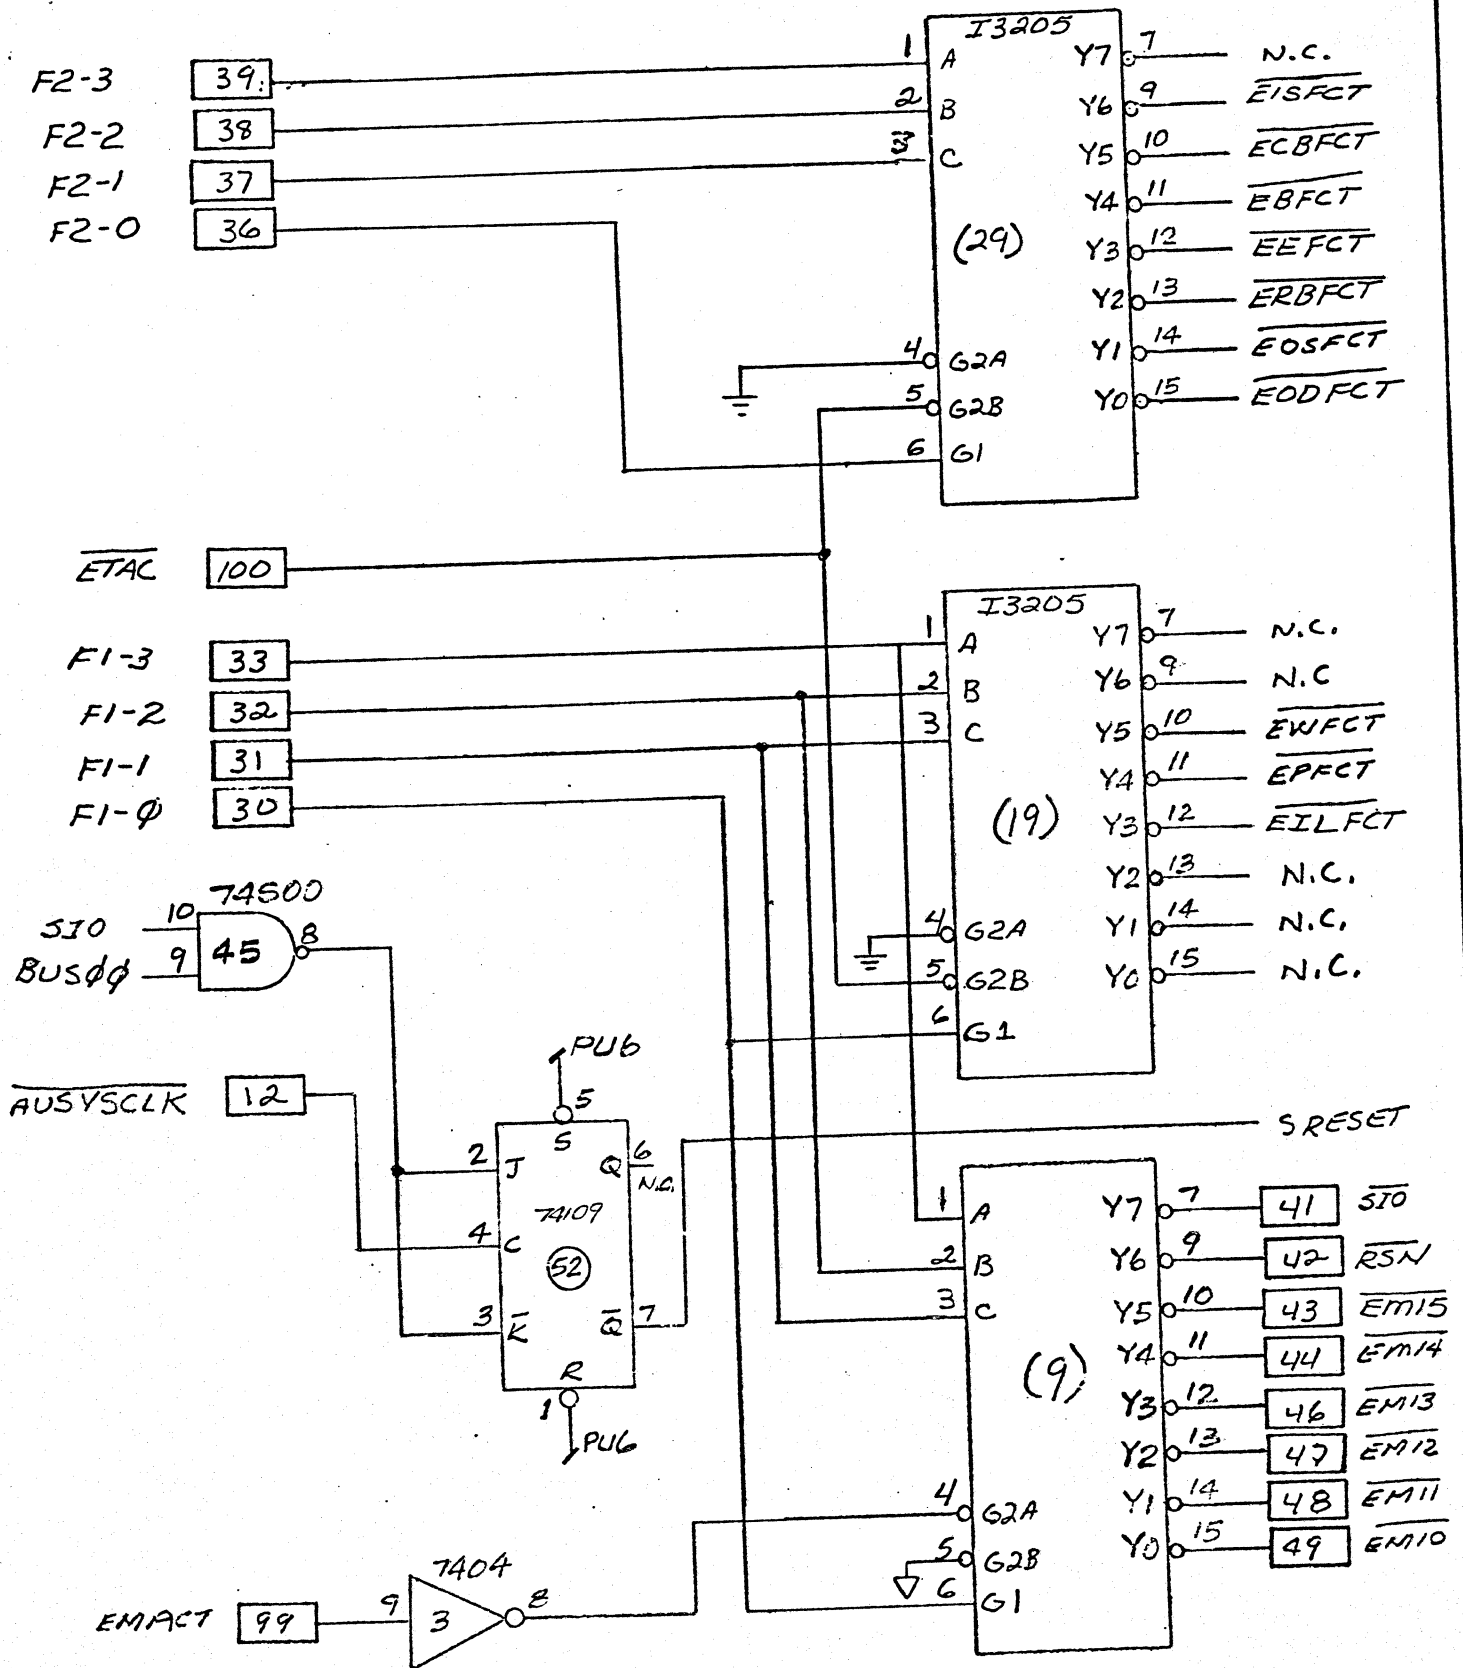 I3205
F2-3 39 1 A Y7 7 N.C.
F2-2 38 2 B Y6 9 EISFCT
F2-1 37 3 C Y5 10 ECBFCT
F2-0 36 Y4 11 EBFCT
(29) Y3 12 EEFCT
Y2 13 ERBFCT
4 G2A Y1 14 EOSFCT
5 G2B Y0 15 EODFCT
6 G1
ETAC 100
I3205
F1-3 33 1 A Y7 7 N.C.
F1-2 32 2 B Y6 9 N.C
F1-1 31 3 C Y5 10 EWFCT
F1-Ø 30 Y4 11 EPFCT
(19) Y3 12 EILFCT
74S00 Y2 13 N.C.
SIO 10 45 8 4 G2A Y1 14 N.C.
BUSØØ 9 5 G2B Y0 15 N.C.
6 G1
PU6
AUSYSCLK 12 5 S SRESET
2 J Q 6 N.C.
74109
4 C
52
3 K Q 7
R
1
PU6
1 A Y7 7 41 SIO
2 B Y6 9 42 RSN
3 C Y5 10 43 EM15
(9) Y4 11 44 EM14
Y3 12 46 EM13
Y2 13 47 EM12
4 G2A Y1 14 48 EM11
5 G2B Y0 15 49 EM10
6 G1
7404
EMACT 99 9 3 8